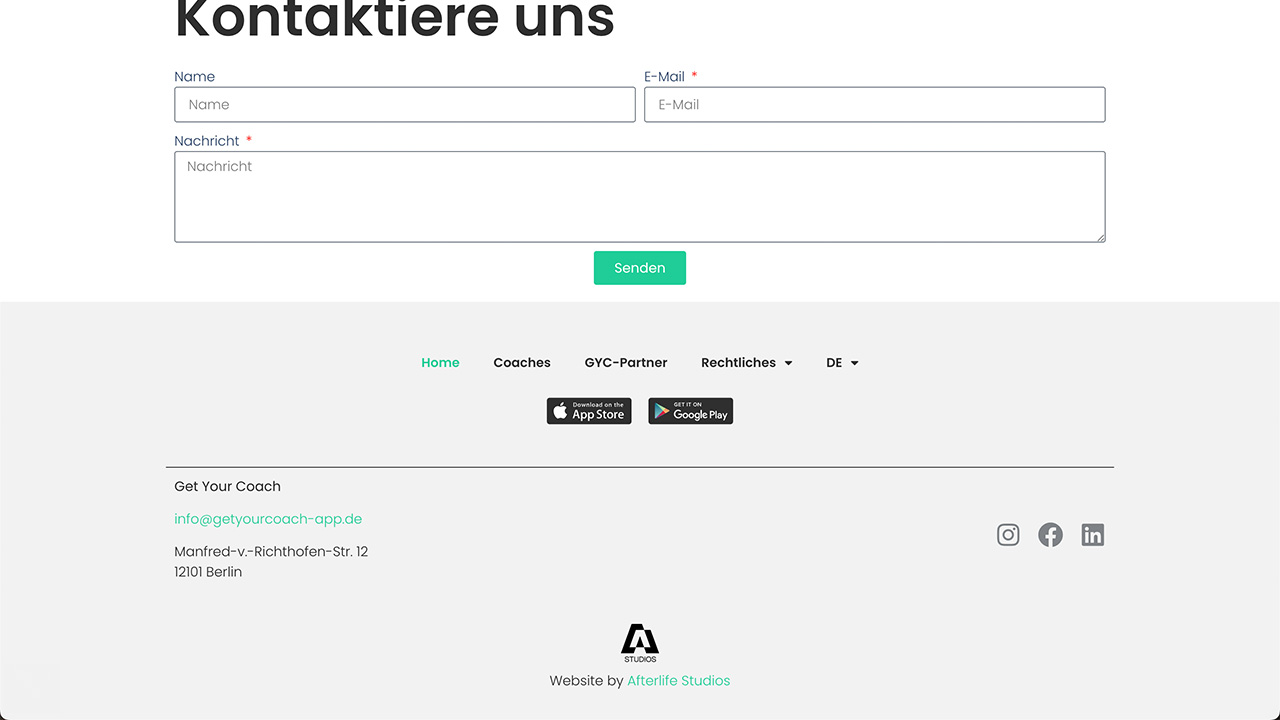 Kontaktiere uns
Name E-Mail *
Name E-Mail
Nachricht *
Nachricht
Senden
Home Coaches GYC-Partner Rechtliches DE
Download on the App Store GET IT ON Google Play
Get Your Coach
info@getyourcoach-app.de
Manfred-v.-Richthofen-Str. 12
12101 Berlin
STUDIOS
Website by Afterlife Studios